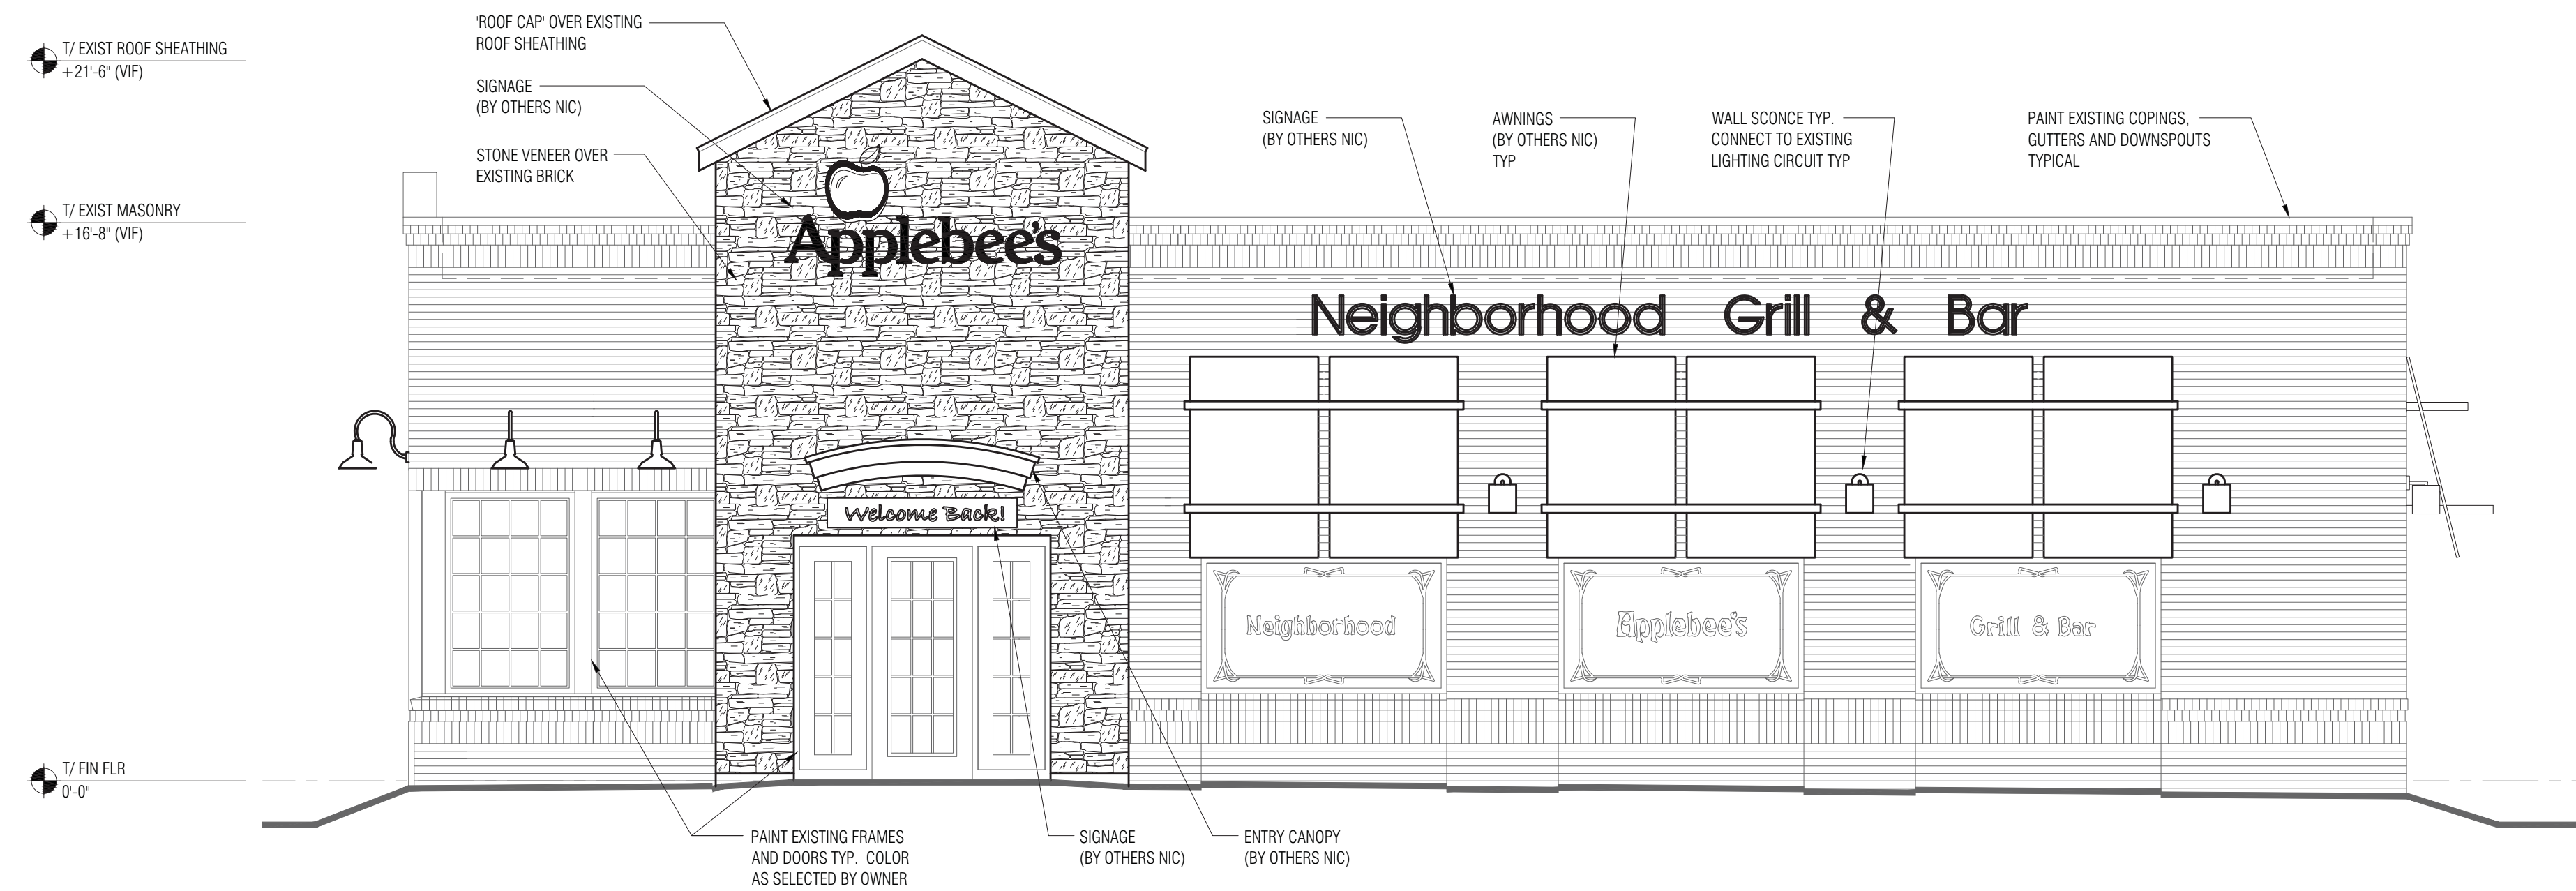 T/ EXIST ROOF SHEATHING
+21'-6" (VIF)
T/ EXIST MASONRY
+16'-8" (VIF)
T/ FIN FLR
0'-0"
'ROOF CAP' OVER EXISTING
ROOF SHEATHING
SIGNAGE
(BY OTHERS NIC)
STONE VENEER OVER
EXISTING BRICK
SIGNAGE
(BY OTHERS NIC)
AWNINGS
(BY OTHERS NIC)
TYP
WALL SCONCE TYP.
CONNECT TO EXISTING
LIGHTING CIRCUIT TYP
PAINT EXISTING COPINGS,
GUTTERS AND DOWNSPOUTS
TYPICAL
Applebee's
Neighborhood Grill & Bar
Welcome Back!
Neighborhood
Applebee's
Grill & Bar
PAINT EXISTING FRAMES
AND DOORS TYP. COLOR
AS SELECTED BY OWNER
SIGNAGE
(BY OTHERS NIC)
ENTRY CANOPY
(BY OTHERS NIC)